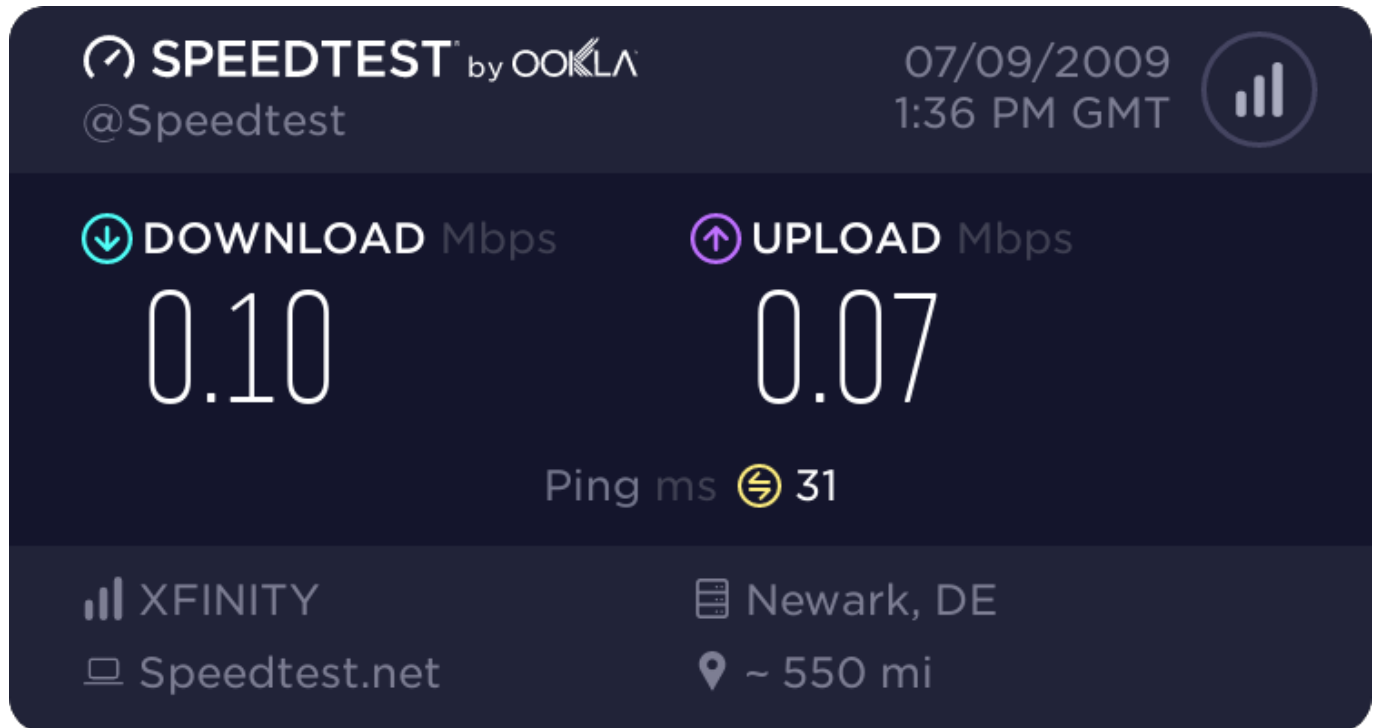 SPEEDTEST by OOKLA
@Speedtest
07/09/2009
1:36 PM GMT
DOWNLOAD Mbps
0.10
UPLOAD Mbps
0.07
Ping ms 31
XFINITY
Newark, DE
Speedtest.net
~ 550 mi